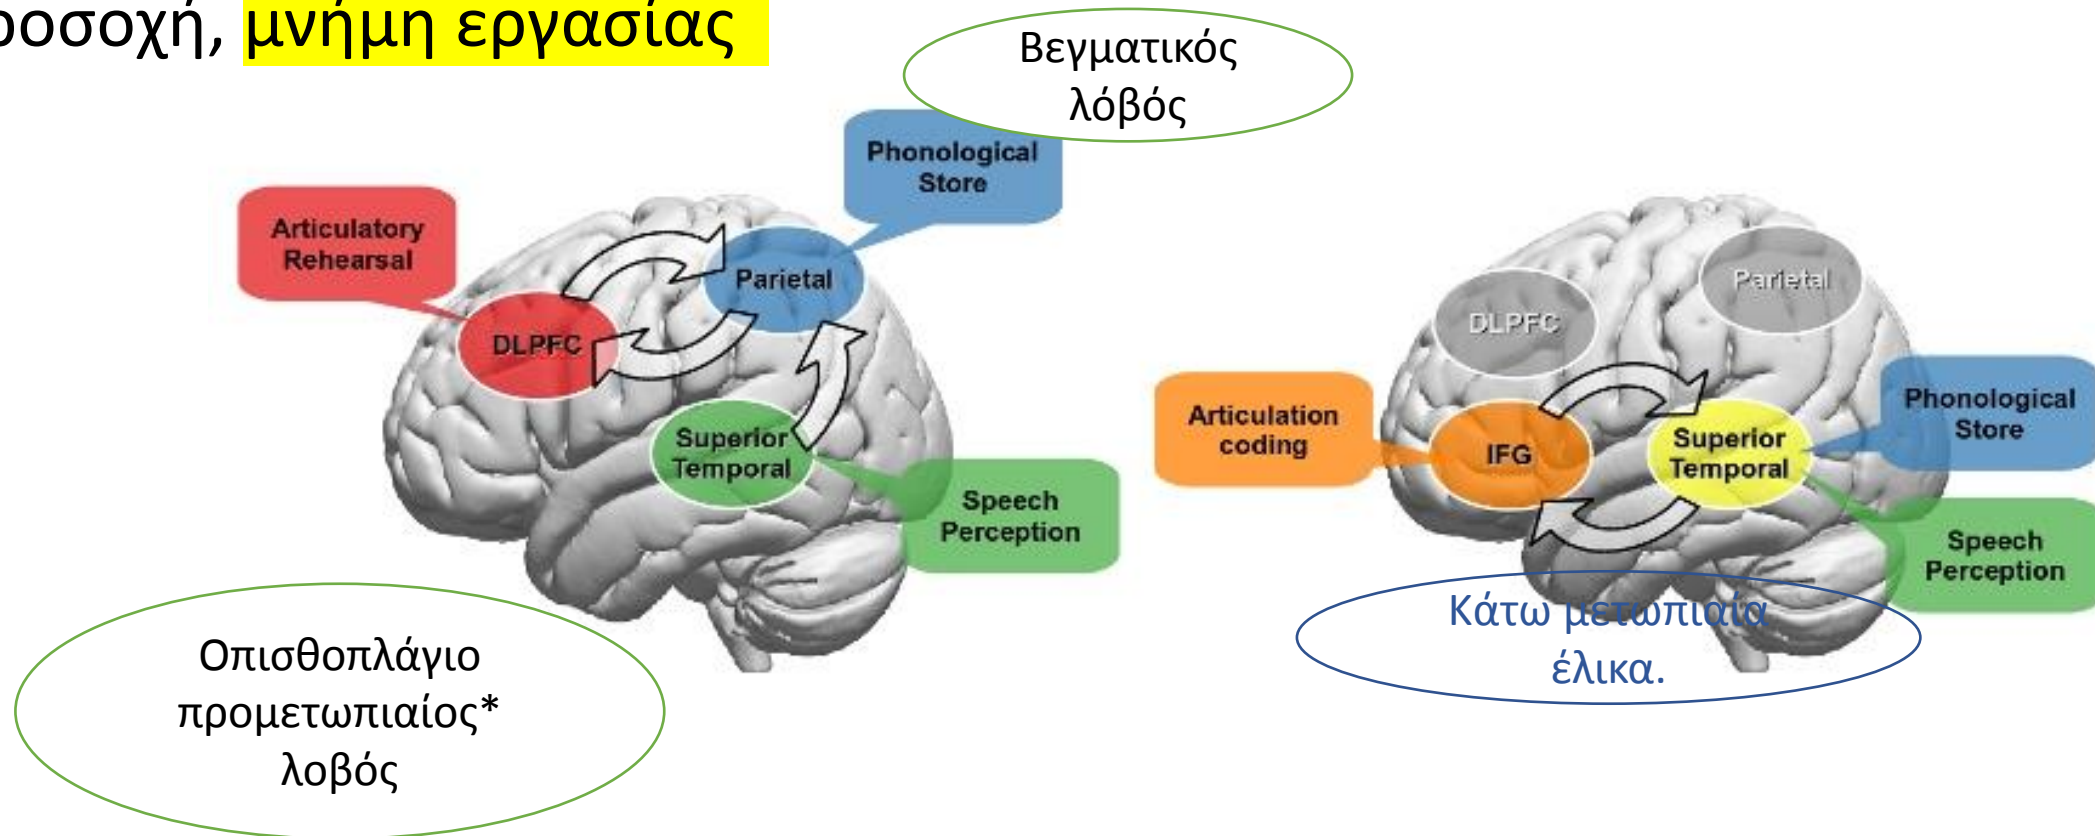 ροσοχή, μνήμη εργασίας
Βεγματικός
λόβός
Phonological
Store
Articulatory
Rehearsal
Parietal
DLPFC
Superior
Temporal
Speech
Perception
Οπισθοπλάγιο
προμετωπιαίος*
λοβός
Parietal
DLPFC
Articulation
coding
IFG
Superior
Temporal
Phonological
Store
Speech
Perception
Κάτω μετωπιαία
έλικα.